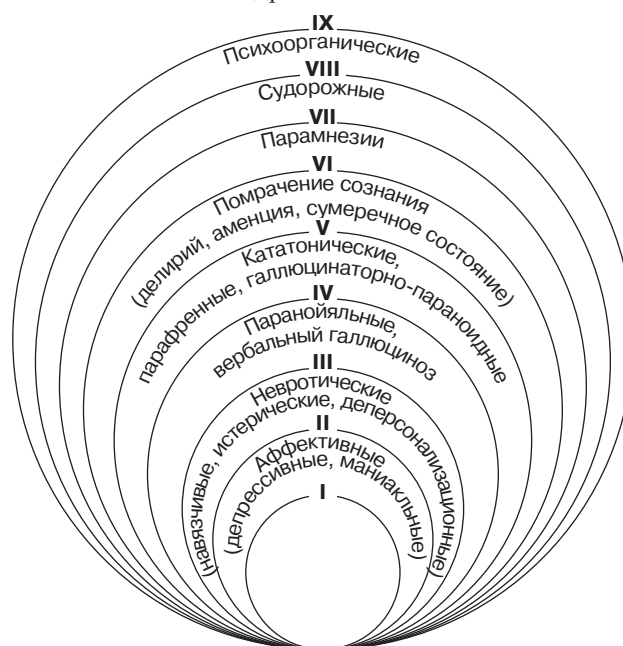 IX
Психоорганические
VIII
Судорожные
VII
Парамнезии
VI
Помрачение сознания
(делирий, аменция, сумеречное состояние)
V
Кататонические,
парафренные, галлюцинаторно-параноидные
IV
Паранойяльные,
вербальный галлюциноз
III
Невротические
(навязчивые, истерические, деперсонализационные)
II
Аффективные
(депрессивные, маниакльные)
I